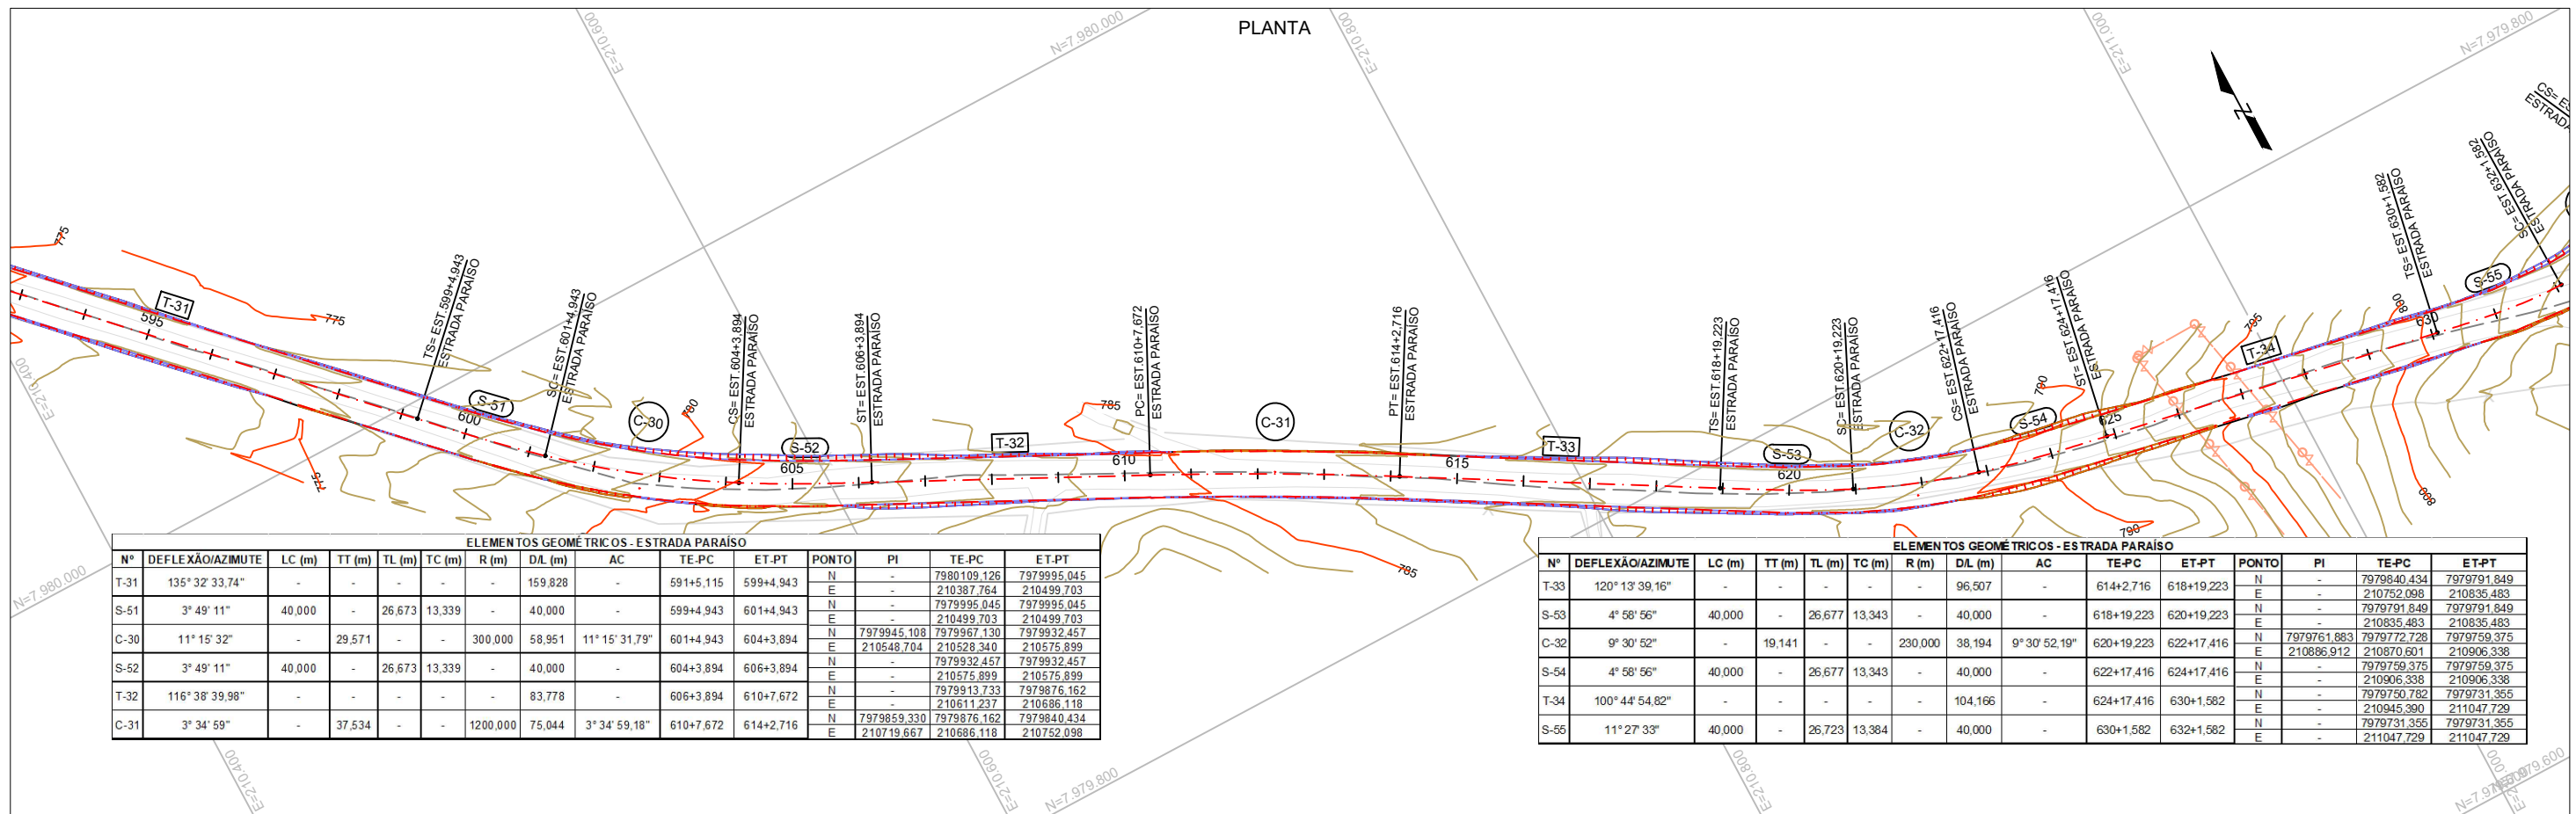 PLANTA
E=210.600
N=7.980.000
E=210.800
E=211.000
N=7.979.800
N
775
775
775
T-31
595
TS= EST.599+4,943
ESTRADA PARAÍSO
S-51
600
SC= EST.601+4,943
ESTRADA PARAÍSO
C-30
780
CS= EST.604+3,894
ESTRADA PARAÍSO
S-52
605
ST= EST.606+3,894
ESTRADA PARAÍSO
T-32
785
610
PC= EST.610+7,672
ESTRADA PARAÍSO
C-31
PT= EST.614+2,716
ESTRADA PARAÍSO
615
785
T-33
TS= EST.618+19,223
ESTRADA PARAÍSO
S-53
620
SC= EST.620+19,223
ESTRADA PARAÍSO
C-32
CS= EST.622+17,416
ESTRADA PARAÍSO
S-54
790
790
ST= EST.624+17,416
ESTRADA PARAÍSO
625
T-34
795
800
800
630
TS= EST.630+1,582
ESTRADA PARAÍSO
S-55
SC= EST.632+1,582
ESTRADA PARAÍSO
E=210.400
N=7.980.000
ELEMENTOS GEOMÉTRICOS - ESTRADA PARAÍSO
Nº DEFLEXÃO/AZIMUTE LC (m) TT (m) TL (m) TC (m) R (m) D/L (m) AC TE-PC ET-PT PONTO PI TE-PC ET-PT
T-31 135° 32' 33,74" - - - - - 159,828 - 591+5,115 599+4,943 N - 7980109,126 7979995,045
E - 210387,764 210499,703
S-51 3° 49' 11" 40,000 - 26,673 13,339 - 40,000 - 599+4,943 601+4,943 N - 7979995,045 7979995,045
E - 210499,703 210499,703
C-30 11° 15' 32" - 29,571 - - 300,000 58,951 11° 15' 31,79" 601+4,943 604+3,894 N 7979945,108 7979967,130 7979932,457
E 210548,704 210528,340 210575,899
S-52 3° 49' 11" 40,000 - 26,673 13,339 - 40,000 - 604+3,894 606+3,894 N - 7979932,457 7979932,457
E - 210575,899 210575,899
T-32 116° 38' 39,98" - - - - - 83,778 - 606+3,894 610+7,672 N - 7979913,733 7979876,162
E - 210611,237 210686,118
C-31 3° 34' 59" - 37,534 - - 1200,000 75,044 3° 34' 59,18" 610+7,672 614+2,716 N 7979859,330 7979876,162 7979840,434
E 210719,667 210686,118 210752,098
ELEMENTOS GEOMÉTRICOS - ESTRADA PARAÍSO
Nº DEFLEXÃO/AZIMUTE LC (m) TT (m) TL (m) TC (m) R (m) D/L (m) AC TE-PC ET-PT PONTO PI TE-PC ET-PT
T-33 120° 13' 39,16" - - - - - 96,507 - 614+2,716 618+19,223 N - 7979840,434 7979791,849
E - 210752,098 210835,483
S-53 4° 58' 56" 40,000 - 26,677 13,343 - 40,000 - 618+19,223 620+19,223 N - 7979791,849 7979791,849
E - 210835,483 210835,483
C-32 9° 30' 52" - 19,141 - - 230,000 38,194 9° 30' 52,19" 620+19,223 622+17,416 N 7979761,883 7979772,728 7979759,375
E 210886,912 210870,601 210906,338
S-54 4° 58' 56" 40,000 - 26,677 13,343 - 40,000 - 622+17,416 624+17,416 N - 7979759,375 7979759,375
E - 210906,338 210906,338
T-34 100° 44' 54,82" - - - - - 104,166 - 624+17,416 630+1,582 N - 7979750,782 7979731,355
E - 210945,390 211047,729
S-55 11° 27' 33" 40,000 - 26,723 13,384 - 40,000 - 630+1,582 632+1,582 N - 7979731,355 7979731,355
E - 211047,729 211047,729
E=210.400
E=210.600
N=7.979.800
E=210.800